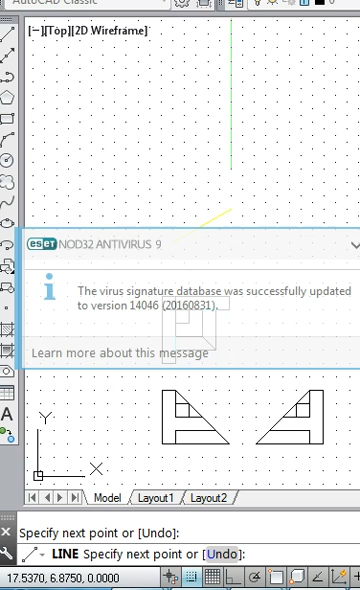 AutoCAD Classic
0
[−][Top][2D Wireframe]
eseT NOD32 ANTIVIRUS 9
i
The virus signature database was successfully updated
to version 14046 (20160831).
Learn more about this message
Y
X
A
Model Layout1 Layout2
Specify next point or [Undo]:
LINE Specify next point or [Undo]:
17.5370, 6.8750, 0.0000